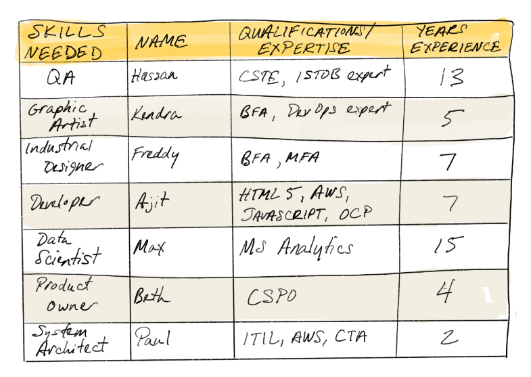 SKILLS NEEDED NAME QUALIFICATIONS/ EXPERTISE YEARS EXPERIENCE
QA Hassan CSTE, ISTQB expert 13
Graphic Artist Kendra BFA, DevOps expert 5
Industrial Designer Freddy BFA, MFA 7
Developer Ajit HTML 5, AWS, JAVASCRIPT, OCP 7
Data Scientist Max MS Analytics 15
Product Owner Beth CSPO 4
System Architect Paul ITIL, AWS, CTA 2